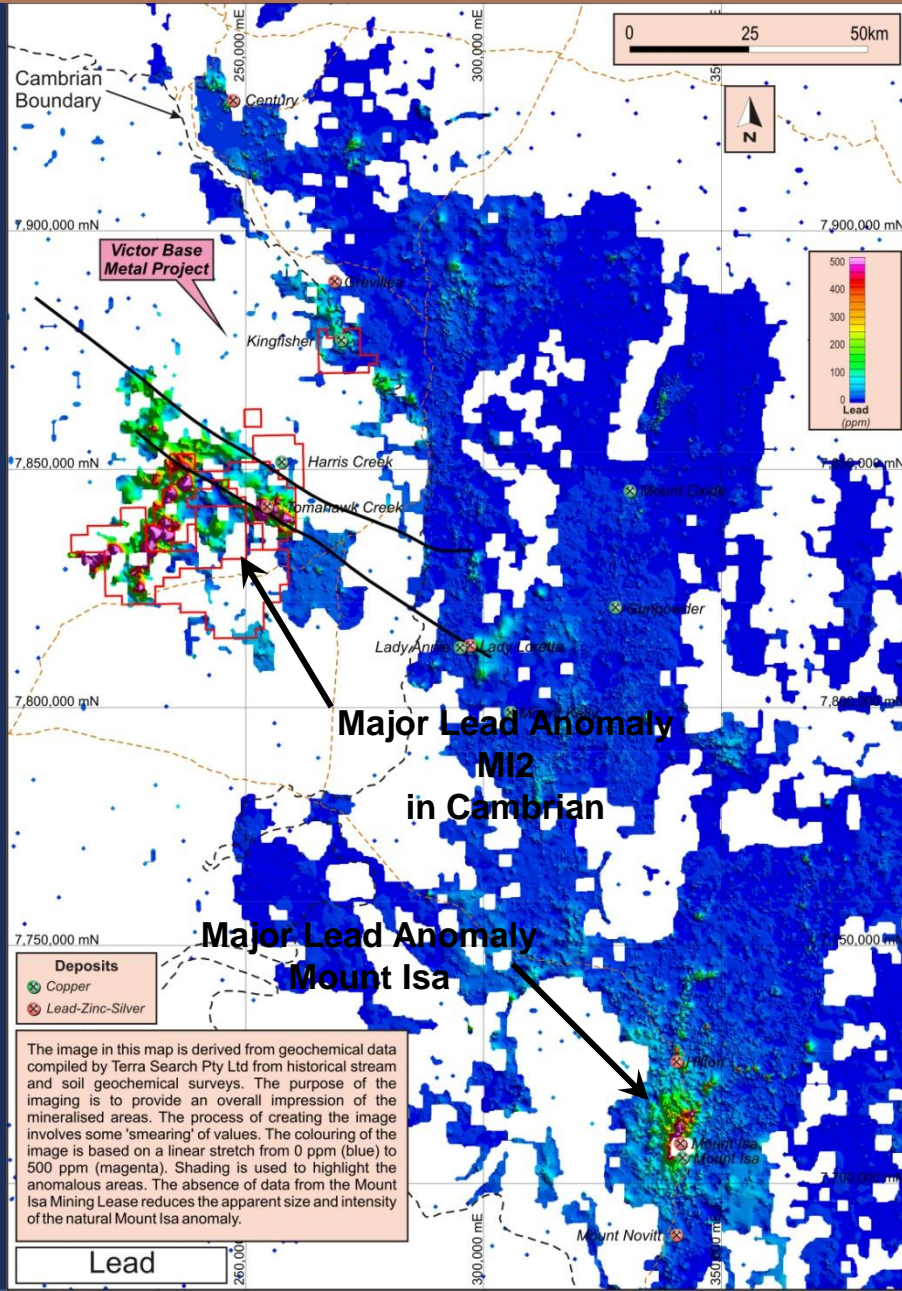 0 25 50km
250,000 mE
300,000 mE
Cambrian
Boundary
Century
N
7,900,000 mN
7,900,000 mN
Victor Base
Metal Project
500
400
300
200
100
0
Lead
(ppm)
Grevillea
Kingfisher
7,850,000 mN
Harris Creek
Mount Oxide
Tomahawk Creek
Gunpowder
Lady Annie
Lady Loretta
7,800,000 mN
Major Lead Anomaly
MI2
in Cambrian
7,750,000 mN
Major Lead Anomaly
Mount Isa
Deposits
Copper
Lead-Zinc-Silver
Hilton
The image in this map is derived from geochemical data
compiled by Terra Search Pty Ltd from historical stream
and soil geochemical surveys. The purpose of the
imaging is to provide an overall impression of the
mineralised areas. The process of creating the image
involves some 'smearing' of values. The colouring of the
image is based on a linear stretch from 0 ppm (blue) to
500 ppm (magenta). Shading is used to highlight the
anomalous areas. The absence of data from the Mount
Isa Mining Lease reduces the apparent size and intensity
of the natural Mount Isa anomaly.
Mount Isa
Mount Isa
7,700,000 mN
Mount Novitt
Lead
300,000 mE